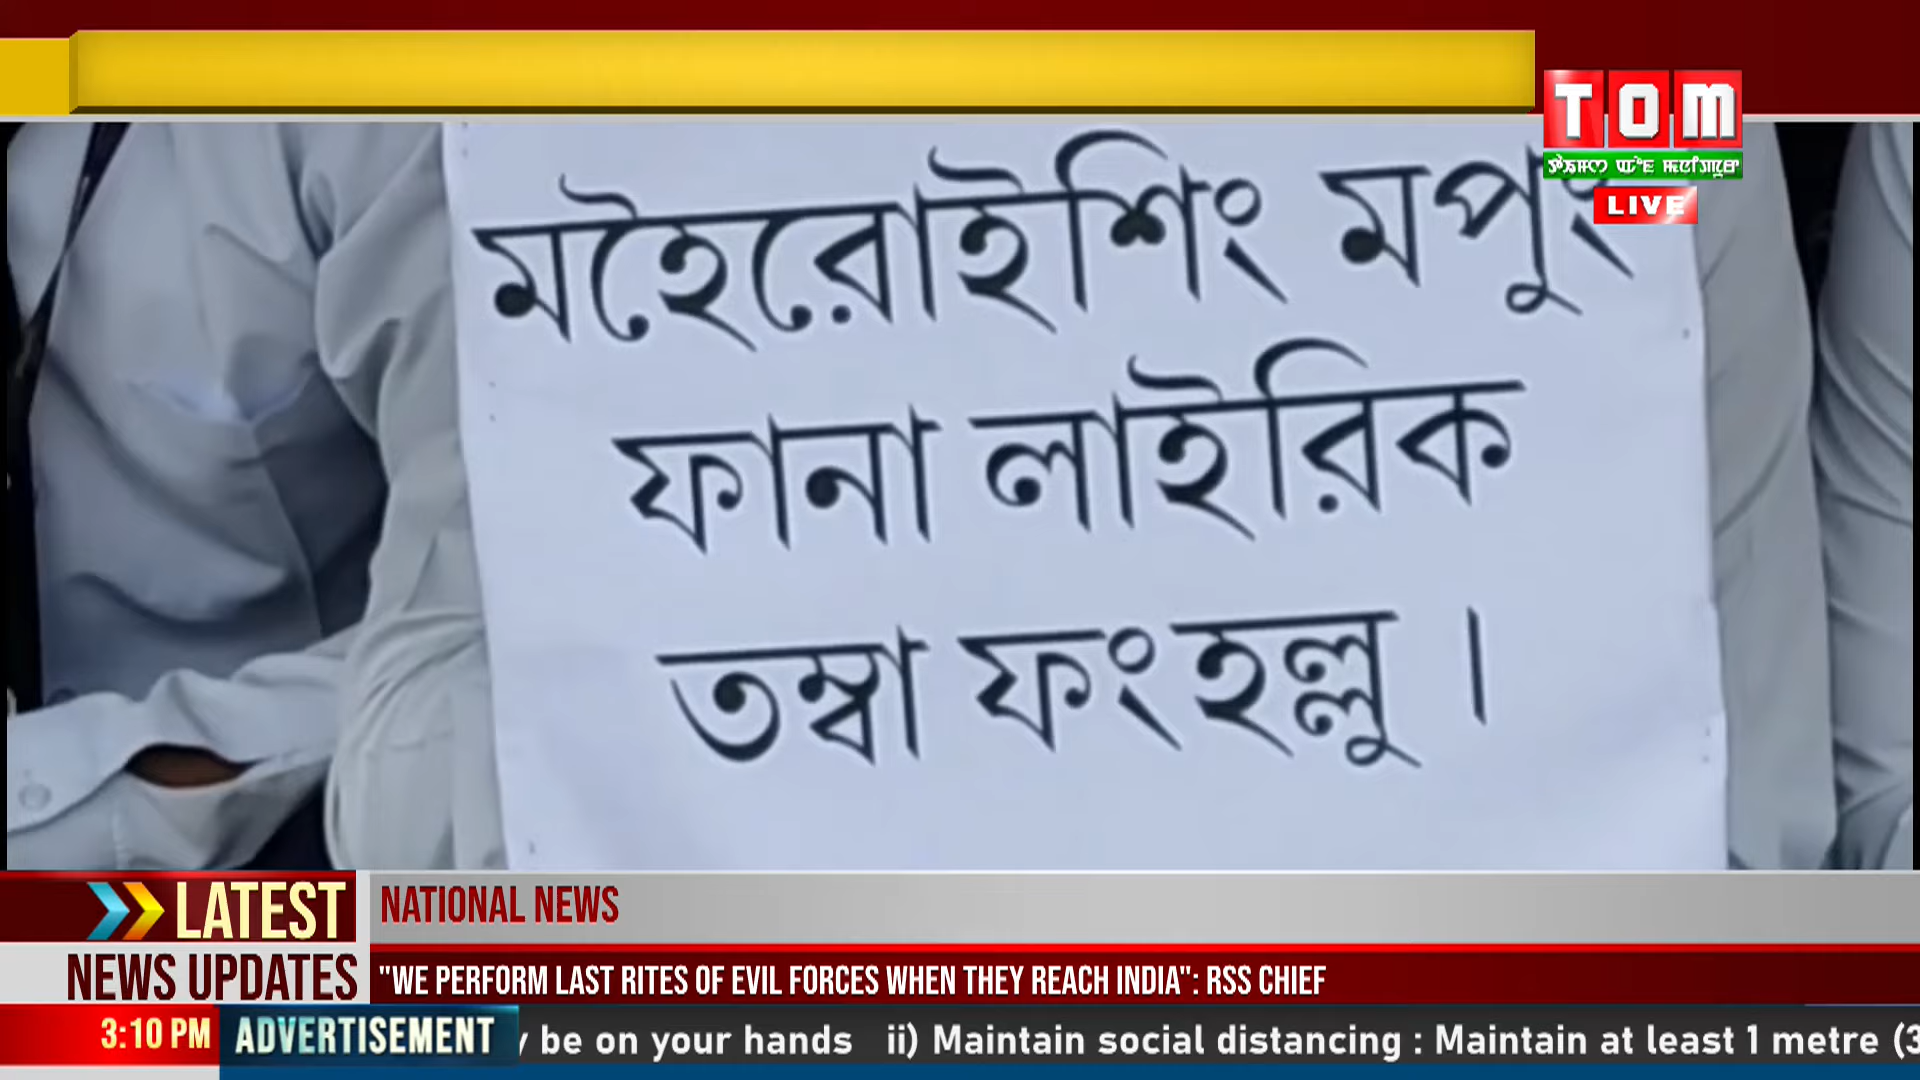 TOM
LIVE
মহৈরোইশিং মপুং
ফানা লাইরিক
তম্বা ফংহল্লু ।
LATEST
NEWS UPDATES
NATIONAL NEWS
"WE PERFORM LAST RITES OF EVIL FORCES WHEN THEY REACH INDIA": RSS CHIEF
3:10 PM
ADVERTISEMENT
y be on your hands ii) Maintain social distancing : Maintain at least 1 metre (3